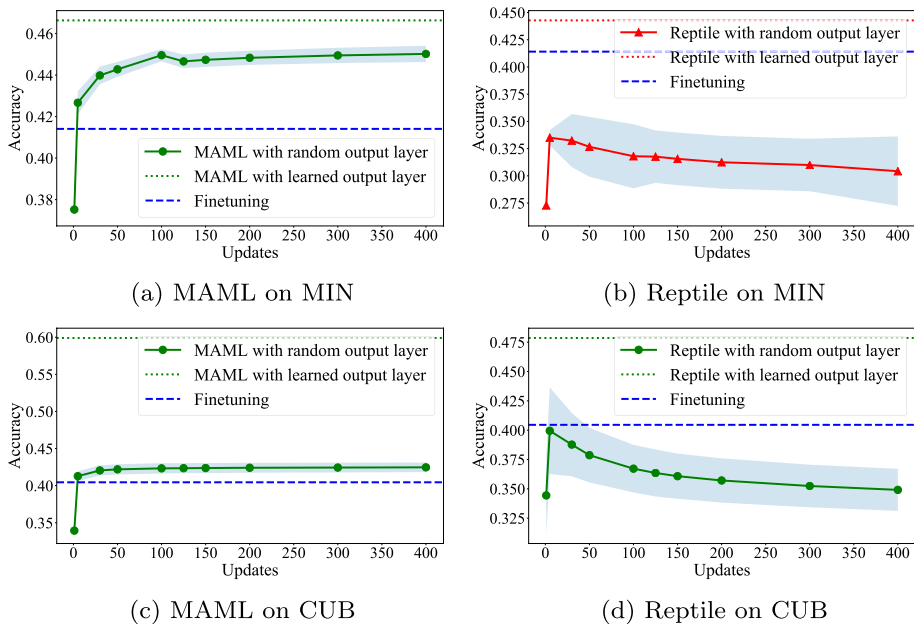 0.46
0.44
0.42
0.40
0.38
Accuracy
MAML with random output layer
MAML with learned output layer
Finetuning
0 50 100 150 200 250 300 350 400
Updates
(a) MAML on MIN
0.450
0.425
0.400
0.375
0.350
0.325
0.300
0.275
Accuracy
Reptile with random output layer
Reptile with learned output layer
Finetuning
0 50 100 150 200 250 300 350 400
Updates
(b) Reptile on MIN
0.60
0.55
0.50
0.45
0.40
0.35
Accuracy
MAML with random output layer
MAML with learned output layer
Finetuning
0 50 100 150 200 250 300 350 400
Updates
(c) MAML on CUB
0.475
0.450
0.425
0.400
0.375
0.350
0.325
Accuracy
Reptile with random output layer
Reptile with learned output layer
Finetuning
0 50 100 150 200 250 300 350 400
Updates
(d) Reptile on CUB